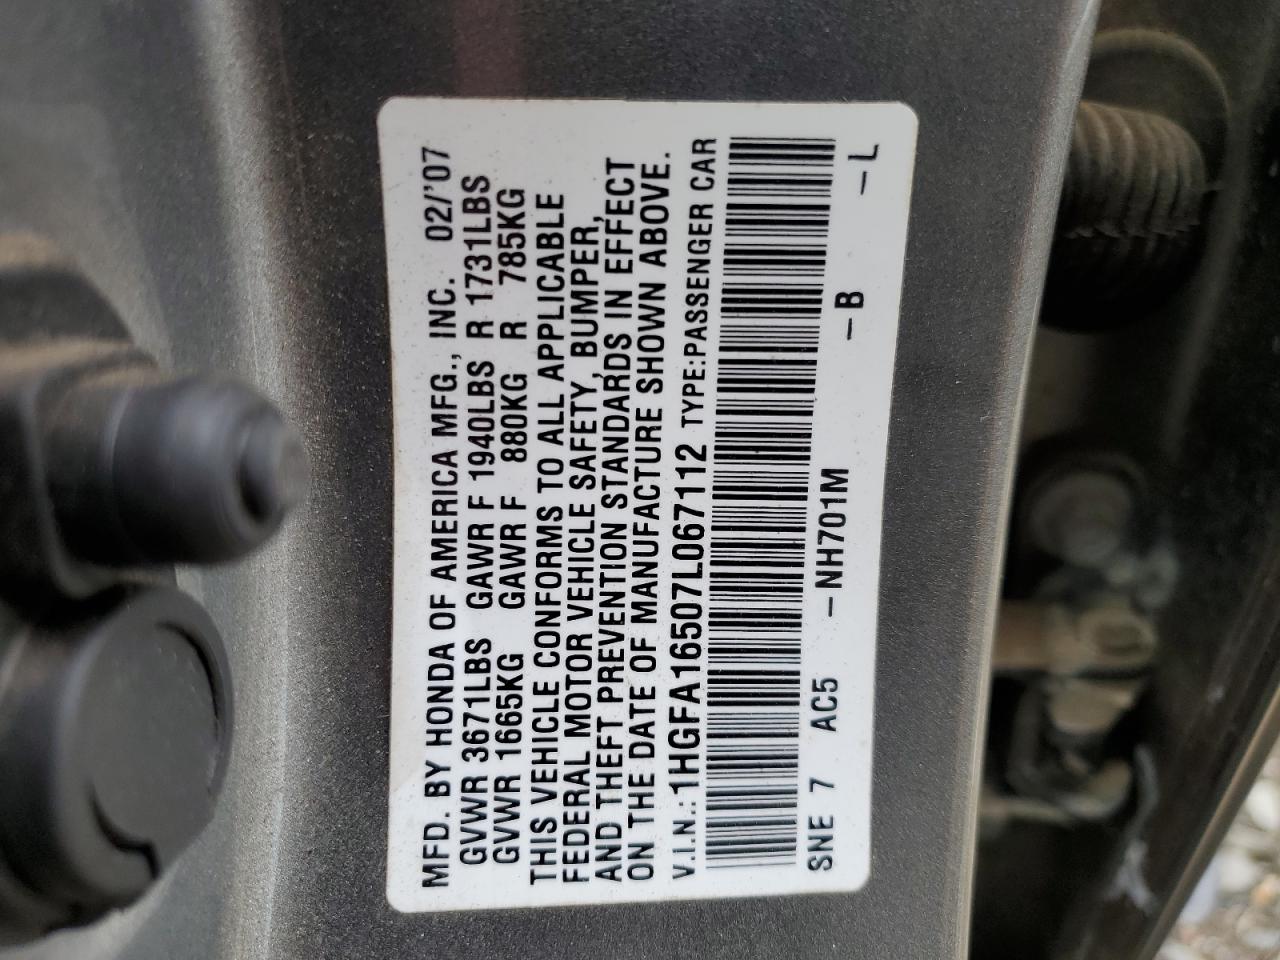 MFD. BY HONDA OF AMERICA MFG., INC. 02/'07
GVWR 3671LBS GAWR F 1940LBS R 1731LBS
GVWR 1665KG GAWR F 880KG R 785KG
THIS VEHICLE CONFORMS TO ALL APPLICABLE
FEDERAL MOTOR VEHICLE SAFETY, BUMPER,
AND THEFT PREVENTION STANDARDS IN EFFECT
ON THE DATE OF MANUFACTURE SHOWN ABOVE.
V.I.N.: 1HGFA16507L067112 TYPE:PASSENGER CAR
SNE 7 AC5 -NH701M -B -L